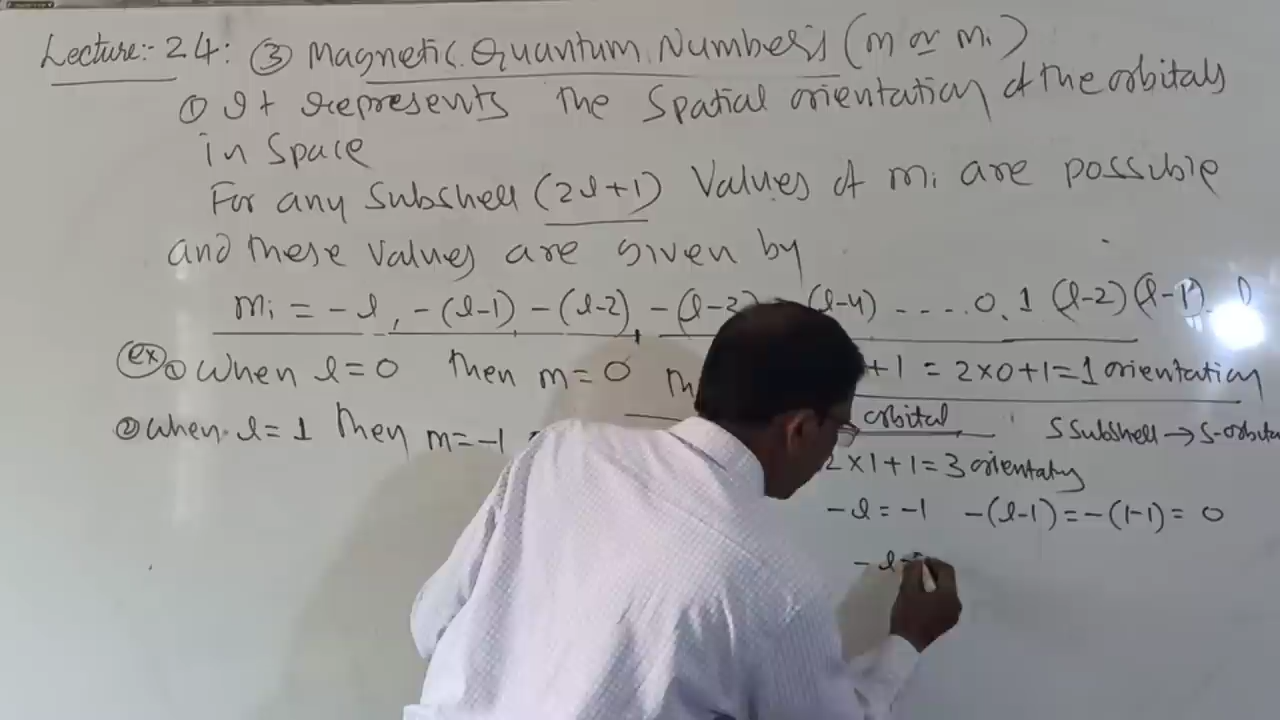 Lecture:- 24: ③ Magnetic Quantum Numbers (m or mᵢ)
① It represents the Spatial orientation of the orbitals
in Space
For any Subshell (2l+1) Values of mᵢ are possible
and these values are given by
mᵢ = -l, -(l-1) -(l-2), -(l-3) -(l-4) ----.0, 1 (l-2)(l-1). l
ex ① when l=0 then m=0 +1 = 2×0+1=1 orientation
orbital S Subshell → S-orbital
② when l=1 Then m=-1
2×1+1=3 orientation
-l=-1 -(l-1)=-(1-1)= 0
-l